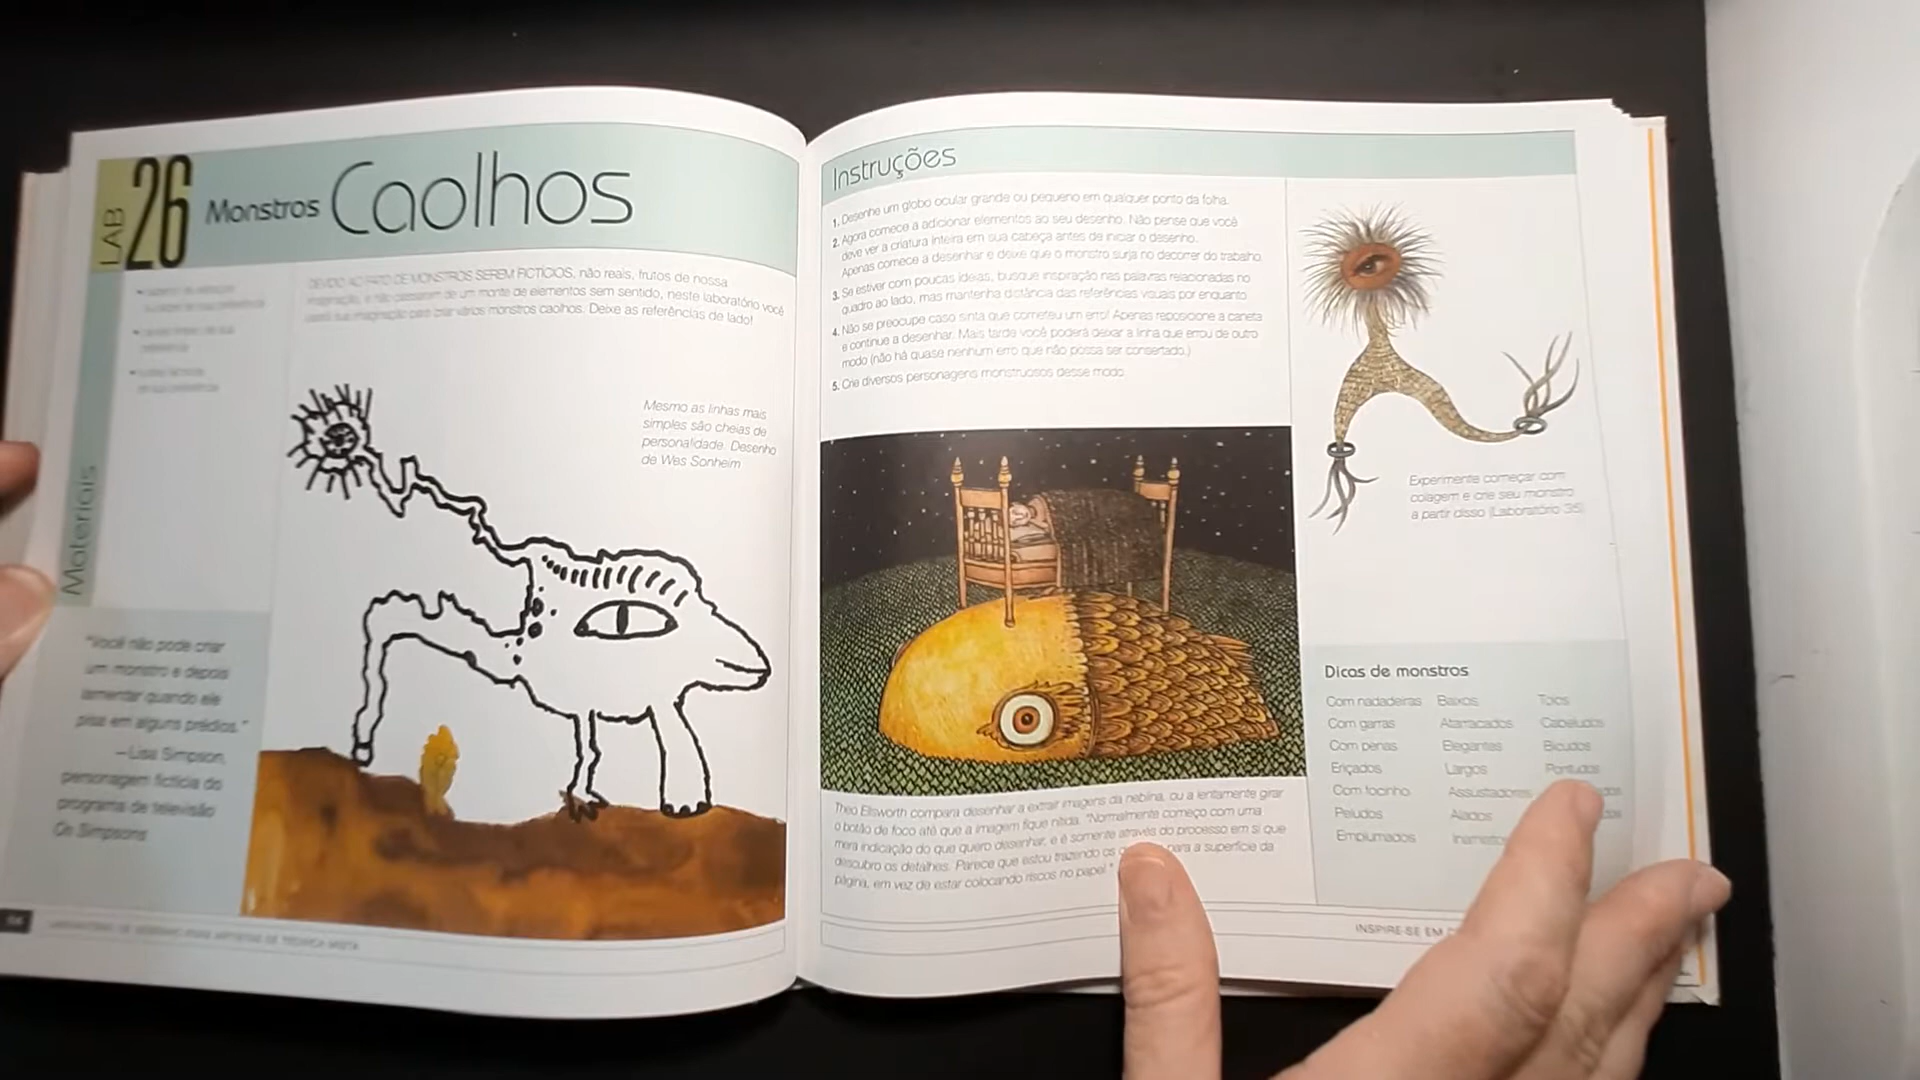 LAB
26
Monstros Caolhos
Materiais
DEVIDO AO FATO DE MONSTROS SEREM FICTÍCIOS, não reais, frutos de nossa
imaginação, e não passarem de um monte de elementos sem sentido, neste laboratório você
usará sua imaginação para criar vários monstros caolhos. Deixe as referências de lado!
Mesmo as linhas mais
simples são cheias de
personalidade. Desenho
de Wes Sonheim
"Você não pode criar
um monstro e depois
lamentar quando ele
pisa em alguns prédios."
—Lisa Simpson,
personagem fictícia do
programa de televisão
Os Simpsons
LABORATÓRIO DE DESENHO PARA ARTISTAS DE TÉCNICA MISTA
Instruções
1. Desenhe um globo ocular grande ou pequeno em qualquer ponto da folha.
2. Agora comece a adicionar elementos ao seu desenho. Não pense que você
deve ver a criatura inteira em sua cabeça antes de iniciar o desenho.
Apenas comece a desenhar e deixe que o monstro surja no decorrer do trabalho.
3. Se estiver com poucas ideias, busque inspiração nas palavras relacionadas no
quadro ao lado, mas mantenha distância das referências visuais por enquanto
4. Não se preocupe caso sinta que cometeu um erro! Apenas reposicione a caneta
e continue a desenhar. Mais tarde você poderá deixar a linha que errou de outro
modo (não há quase nenhum erro que não possa ser consertado.)
5. Crie diversos personagens monstruosos desse modo
Experimente começar com
colagem e crie seu monstro
a partir disso (Laboratório 35)
Theo Ellsworth compara desenhar a extrair imagens da neblina, ou a lentamente girar
o botão de foco até que a imagem fique nítida. "Normalmente começo com uma
mera indicação do que quero desenhar, e é somente através do processo em si que
descubro os detalhes. Parece que estou trazendo os para a superfície da
página, em vez de estar colocando riscos no papel."
Dicas de monstros
Com nadadeiras Baixos Tolos
Com garras Atarracados Cabeludos
Com penas Elegantes Bicudos
Eriçados Largos Pontudos
Com focinho Assustadores
Peludos Alados
Emplumados
INSPIRE-SE EM